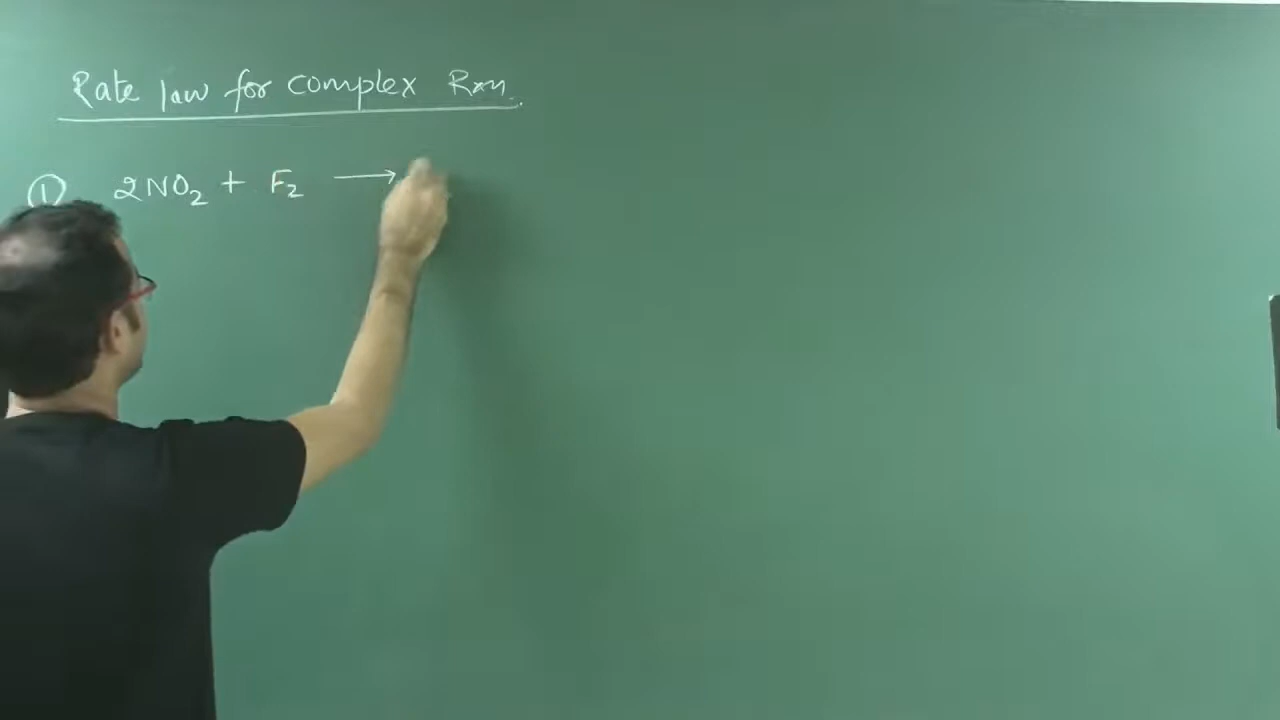 Rate law for complex Rxn.
① 2NO₂ + F₂ →